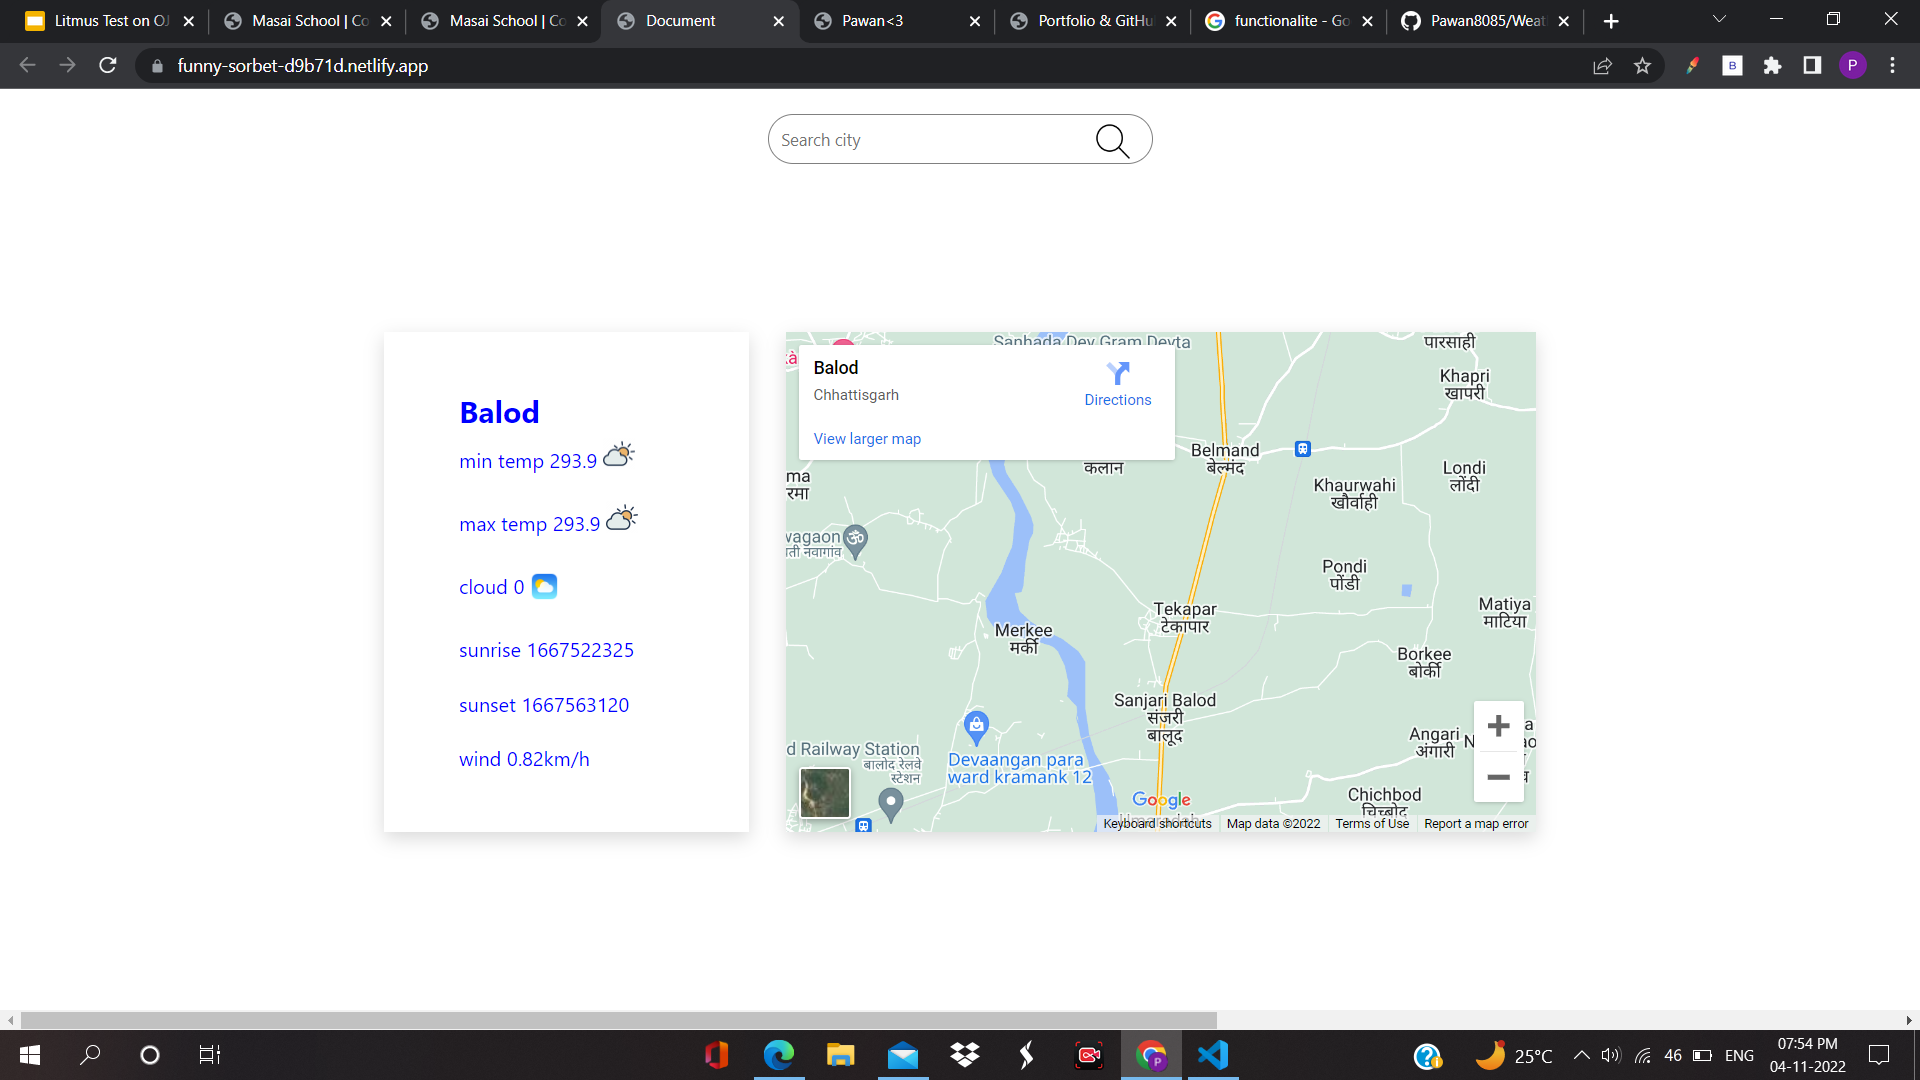 Litmus Test on OJ
Masai School | Co
Masai School | Co
Document
Pawan<3
Portfolio & GitHu
functionalite - Go
Pawan8085/Weat
funny-sorbet-d9b71d.netlify.app
B
P
Search city
Balod
min temp 293.9
max temp 293.9
cloud 0
sunrise 1667522325
sunset 1667563120
wind 0.82km/h
Sanhada Dev Gram Devta
Balod
Chhattisgarh
Directions
View larger map
पारसाही
Khapri
खापरी
Belmand
बेल्मंद
कलान
Londi
लोंदी
ma
रमा
Khaurwahi
खौर्वाही
wagaon
ती नवागांव
Pondi
पोंडी
Tekapar
टेकापार
Matiya
माटिया
Merkee
मर्की
Borkee
बोर्की
Sanjari Balod
संजरी
बालूद
Angari
अंगारी
d Railway Station
बालोद रेलवे
स्टेशन
Devaangan para
ward kramank 12
Chichbod
चिच्बोद
Google
Keyboard shortcuts
Map data ©2022
Terms of Use
Report a map error
25°C
46
ENG
07:54 PM
04-11-2022